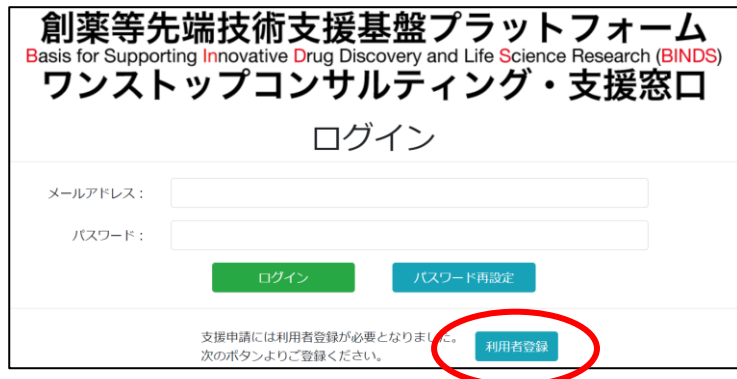 創薬等先端技術支援基盤プラットフォーム
Basis for Supporting Innovative Drug Discovery and Life Science Research (BINDS)
ワンストップコンサルティング・支援窓口
ログイン
メールアドレス：
パスワード：
ログイン パスワード再設定
支援申請には利用者登録が必要となりました。
次のボタンよりご登録ください。
利用者登録